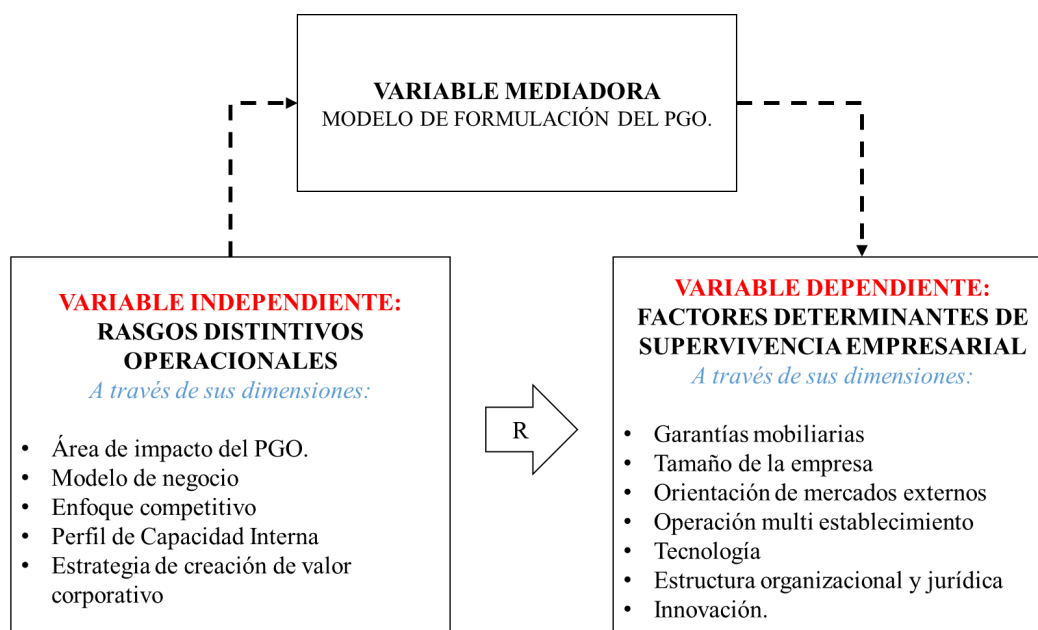 VARIABLE MEDIADORA
MODELO DE FORMULACIÓN DEL PGO.
VARIABLE INDEPENDIENTE:
RASGOS DISTINTIVOS
OPERACIONALES
A través de sus dimensiones:
• Área de impacto del PGO.
• Modelo de negocio
• Enfoque competitivo
• Perfil de Capacidad Interna
• Estrategia de creación de valor
corporativo
R
VARIABLE DEPENDIENTE:
FACTORES DETERMINANTES DE
SUPERVIVENCIA EMPRESARIAL
A través de sus dimensiones:
• Garantías mobiliarias
• Tamaño de la empresa
• Orientación de mercados externos
• Operación multi establecimiento
• Tecnología
• Estructura organizacional y jurídica
• Innovación.